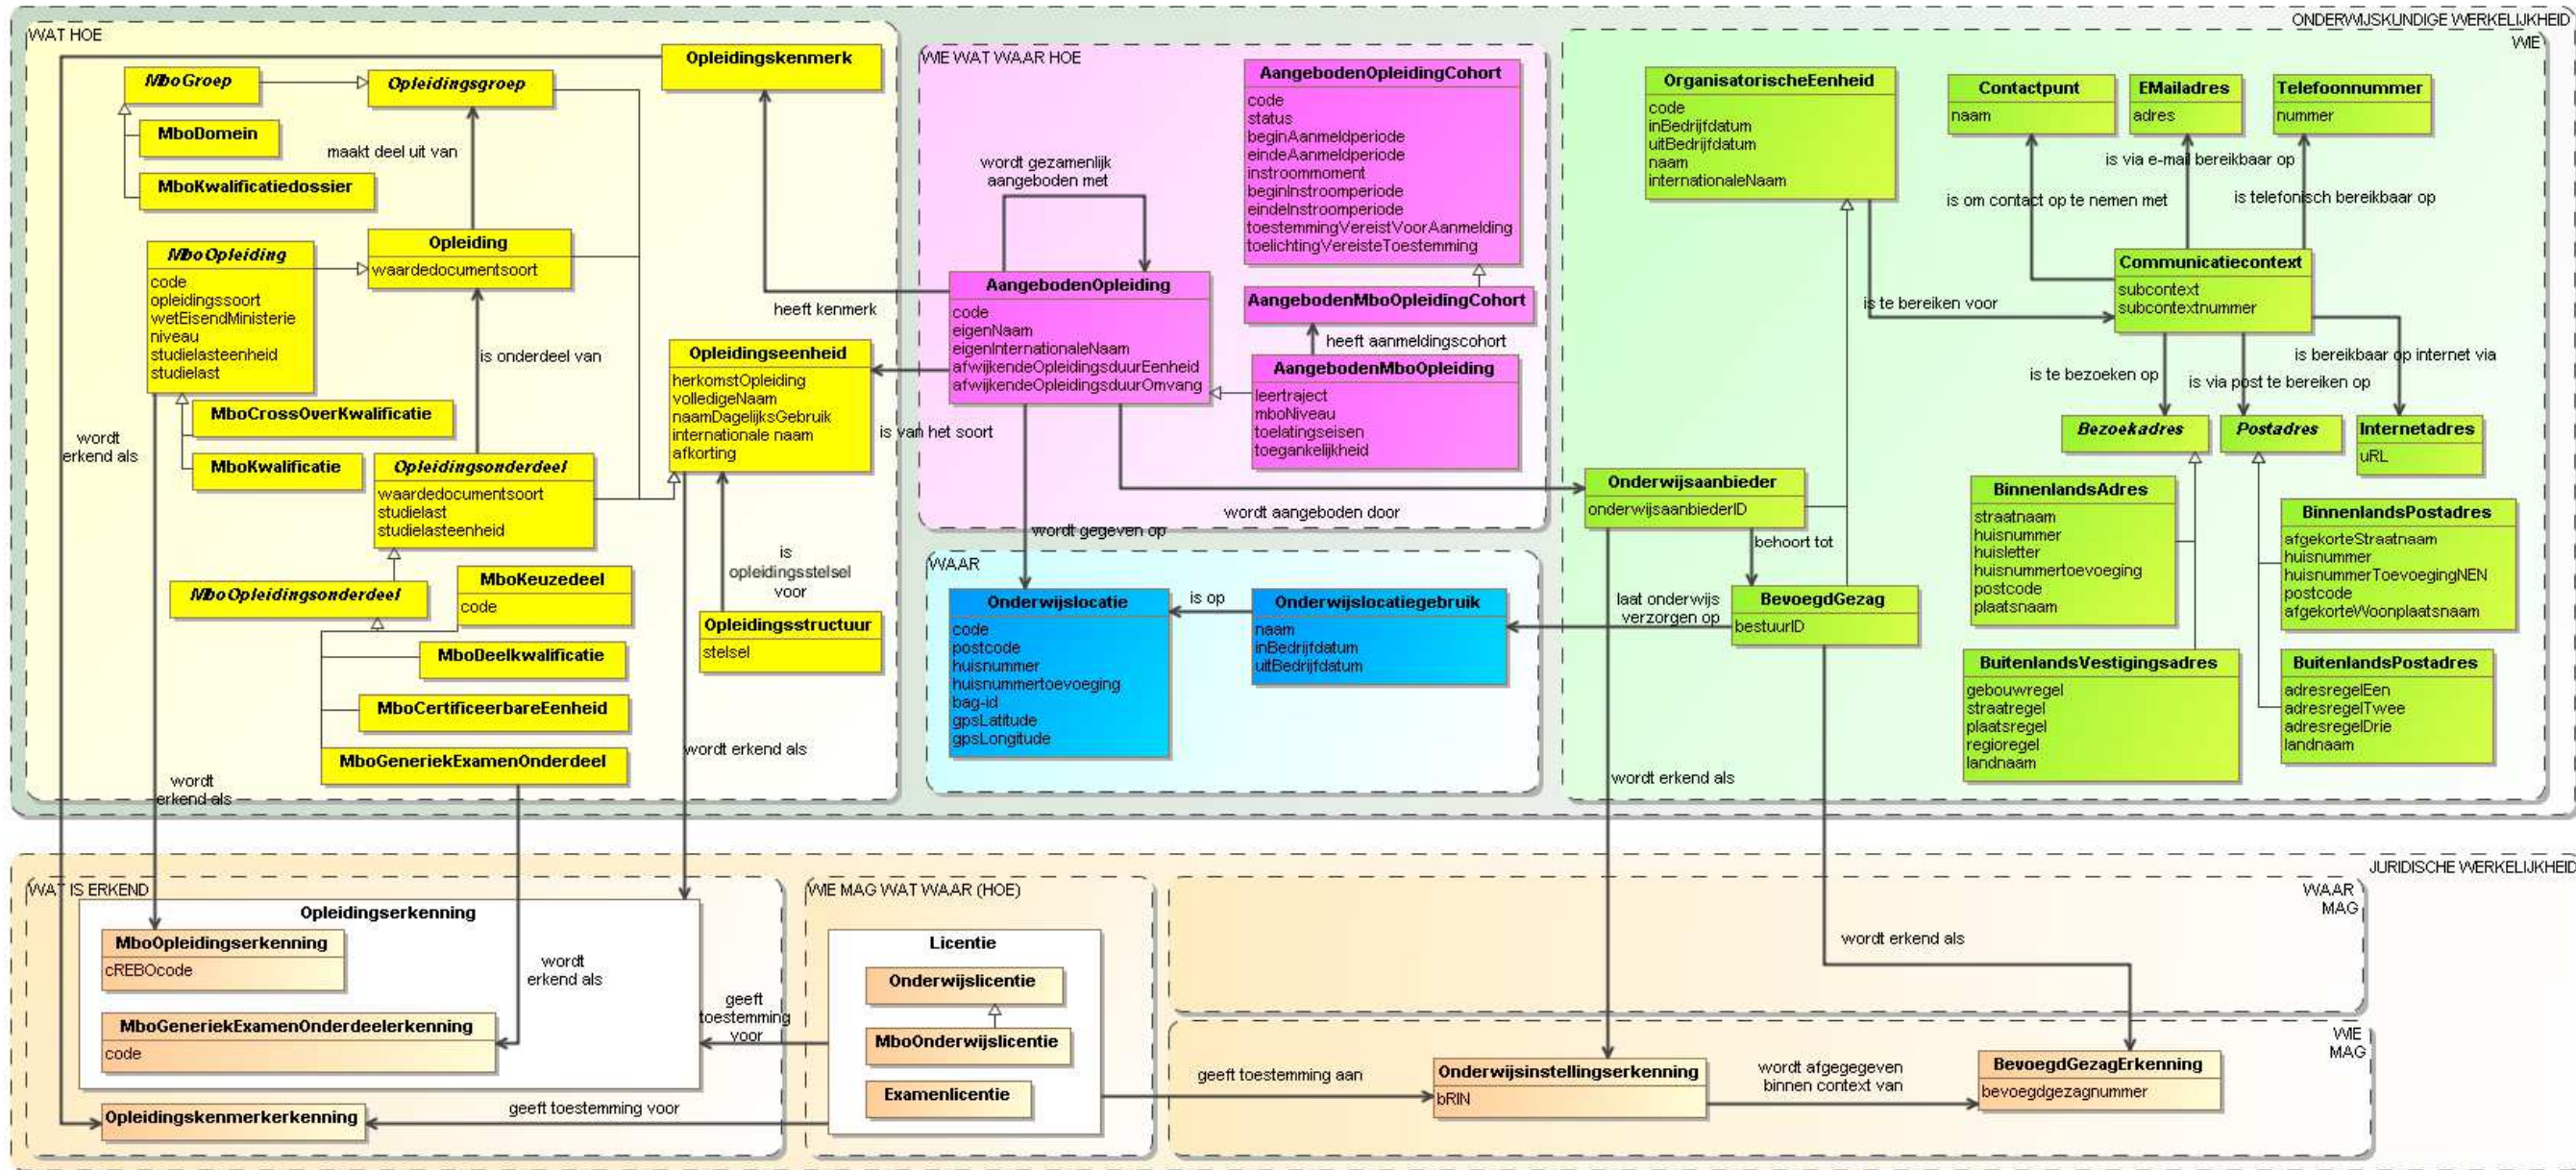 ONDERWIJSKUNDIGE WERKELIJKHEID
WAT HOE
Opleidingskenmerk
MboGroep
Opleidingsgroep
MboDomein
maakt deel uit van
MboKwalificatiedossier
Opleiding
waardedocumentsoort
MboOpleiding
code
opleidingssoort
wetEisendMinisterie
niveau
studielasteenheid
studielast
is onderdeel van
heeft kenmerk
Opleidingseenheid
herkomstOpleiding
volledigeNaam
naamDagelijksGebruik
internationale naam
afkorting
MboCrossOverKwalificatie
wordt
erkend als
MboKwalificatie
Opleidingsonderdeel
waardedocumentsoort
studielast
studielasteenheid
is van het soort
is
opleidingsstelsel
voor
MboOpleidingsonderdeel
MboKeuzedeel
code
Opleidingsstructuur
stelsel
MboDeelkwalificatie
MboCertificeerbareEenheid
MboGeneriekExamenOnderdeel
wordt erkend als
wordt
erkend als
WIE WAT WAAR HOE
AangebodenOpleidingCohort
code
status
beginAanmeldperiode
eindeAanmeldperiode
instroommoment
beginInstroomperiode
eindeInstroomperiode
toestemmingVereistVoorAanmelding
toelichtingVereisteToestemming
wordt gezamenlijk
aangeboden met
AangebodenOpleiding
code
eigenNaam
eigenInternationaleNaam
afwijkendeOpleidingsduurEenheid
afwijkendeOpleidingsduurOmvang
AangebodenMboOpleidingCohort
heeft aanmeldingscohort
AangebodenMboOpleiding
leertraject
mboNiveau
toelatingseisen
toegankelijkheid
wordt aangeboden door
wordt gegeven op
WAAR
Onderwijslocatie
code
postcode
huisnummer
huisnummertoevoeging
bag-id
gpsLatitude
gpsLongitude
is op
Onderwijslocatiegebruik
naam
inBedrijfdatum
uitBedrijfdatum
WIE
OrganisatorischeEenheid
code
inBedrijfdatum
uitBedrijfdatum
naam
internationaleNaam
Contactpunt
naam
EMailadres
adres
Telefoonnummer
nummer
is via e-mail bereikbaar op
is om contact op te nemen met
is telefonisch bereikbaar op
Communicatiecontext
subcontext
subcontextnummer
is te bereiken voor
is bereikbaar op internet via
is te bezoeken op
is via post te bereiken op
Bezoekadres
Postadres
Internetadres
uRL
Onderwijsaanbieder
onderwijsaanbiederID
behoort tot
BinnenlandsAdres
straatnaam
huisnummer
huisletter
huisnummertoevoeging
postcode
plaatsnaam
BinnenlandsPostadres
afgekorteStraatnaam
huisnummer
huisnummerToevoegingNEN
postcode
afgekorteWoonplaatsnaam
laat onderwijs
verzorgen op
BevoegdGezag
bestuurID
BuitenlandsVestigingsadres
gebouwregel
straatregel
plaatsregel
regioregel
landnaam
BuitenlandsPostadres
adresregelEen
adresregelTwee
adresregelDrie
landnaam
wordt erkend als
JURIDISCHE WERKELIJKHEID
WAT IS ERKEND
Opleidingserkenning
MboOpleidingserkenning
cREBOcode
wordt
erkend als
MboGeneriekExamenOnderdeelerkenning
code
Opleidingskenmerkerkenning
geeft
toestemming
voor
geeft toestemming voor
WIE MAG WAT WAAR (HOE)
Licentie
Onderwijslicentie
MboOnderwijslicentie
Examenlicentie
WAAR
MAG
wordt erkend als
WIE
MAG
geeft toestemming aan
Onderwijsinstellingserkenning
bRIN
wordt afgegegeven
binnen context van
BevoegdGezagErkenning
bevoegdgezagnummer